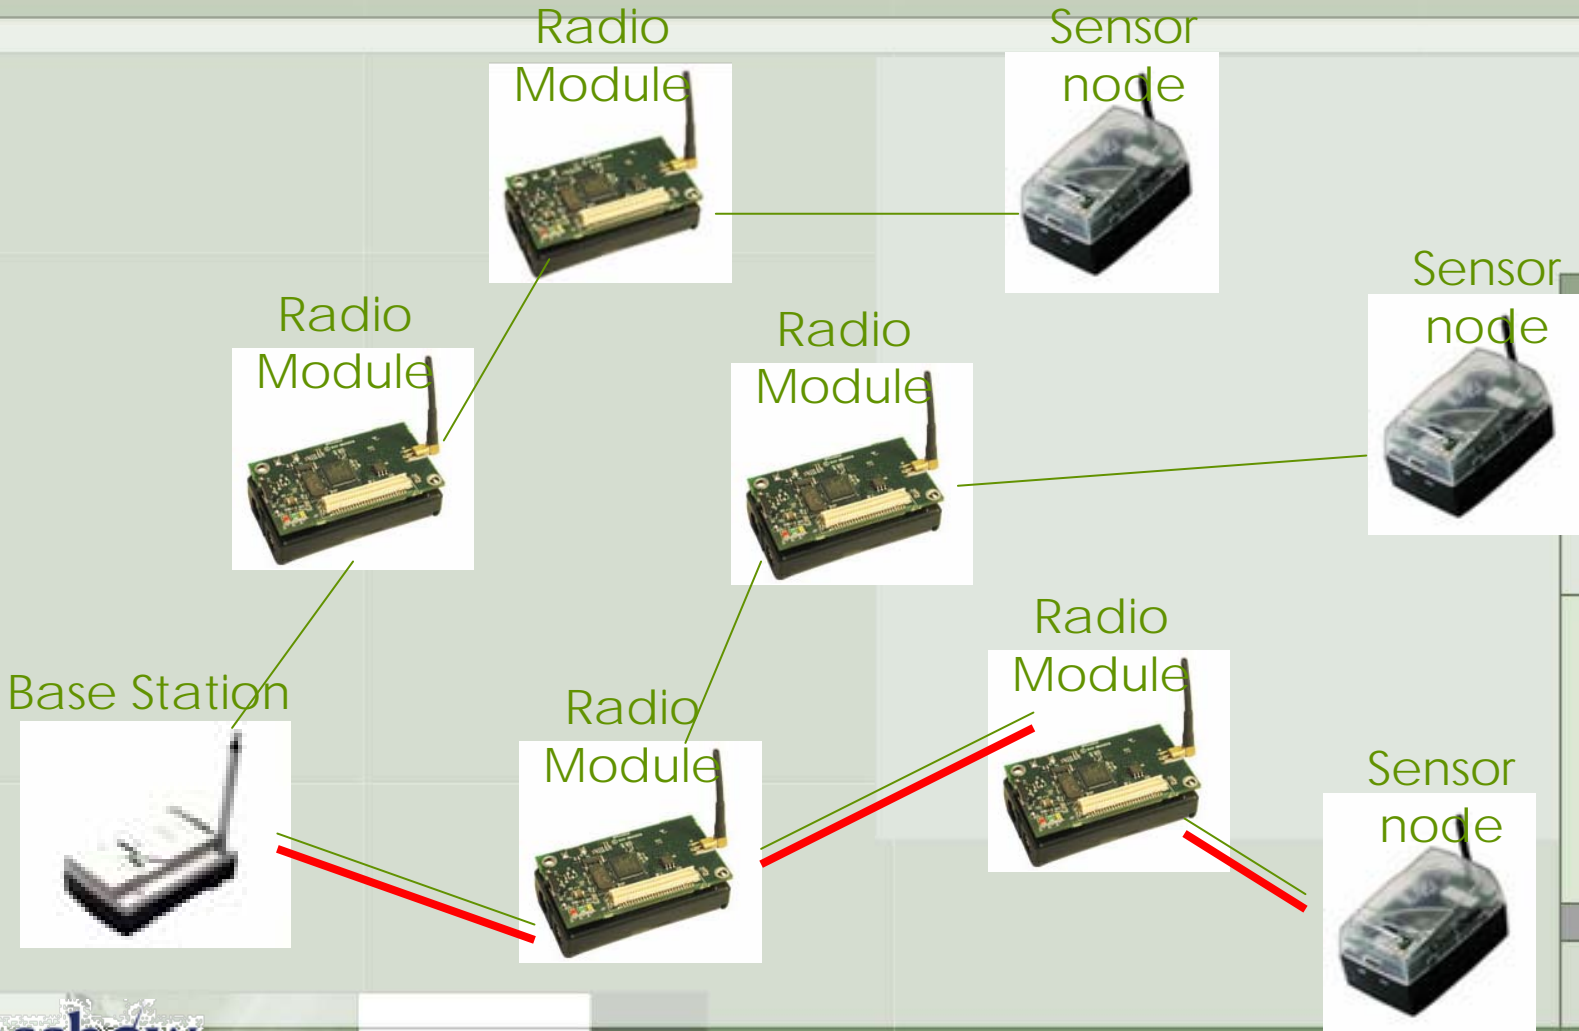 Radio
Module
Sensor
node
Sensor
node
Radio
Module
Radio
Module
Radio
Module
Base Station
Radio
Module
Sensor
node